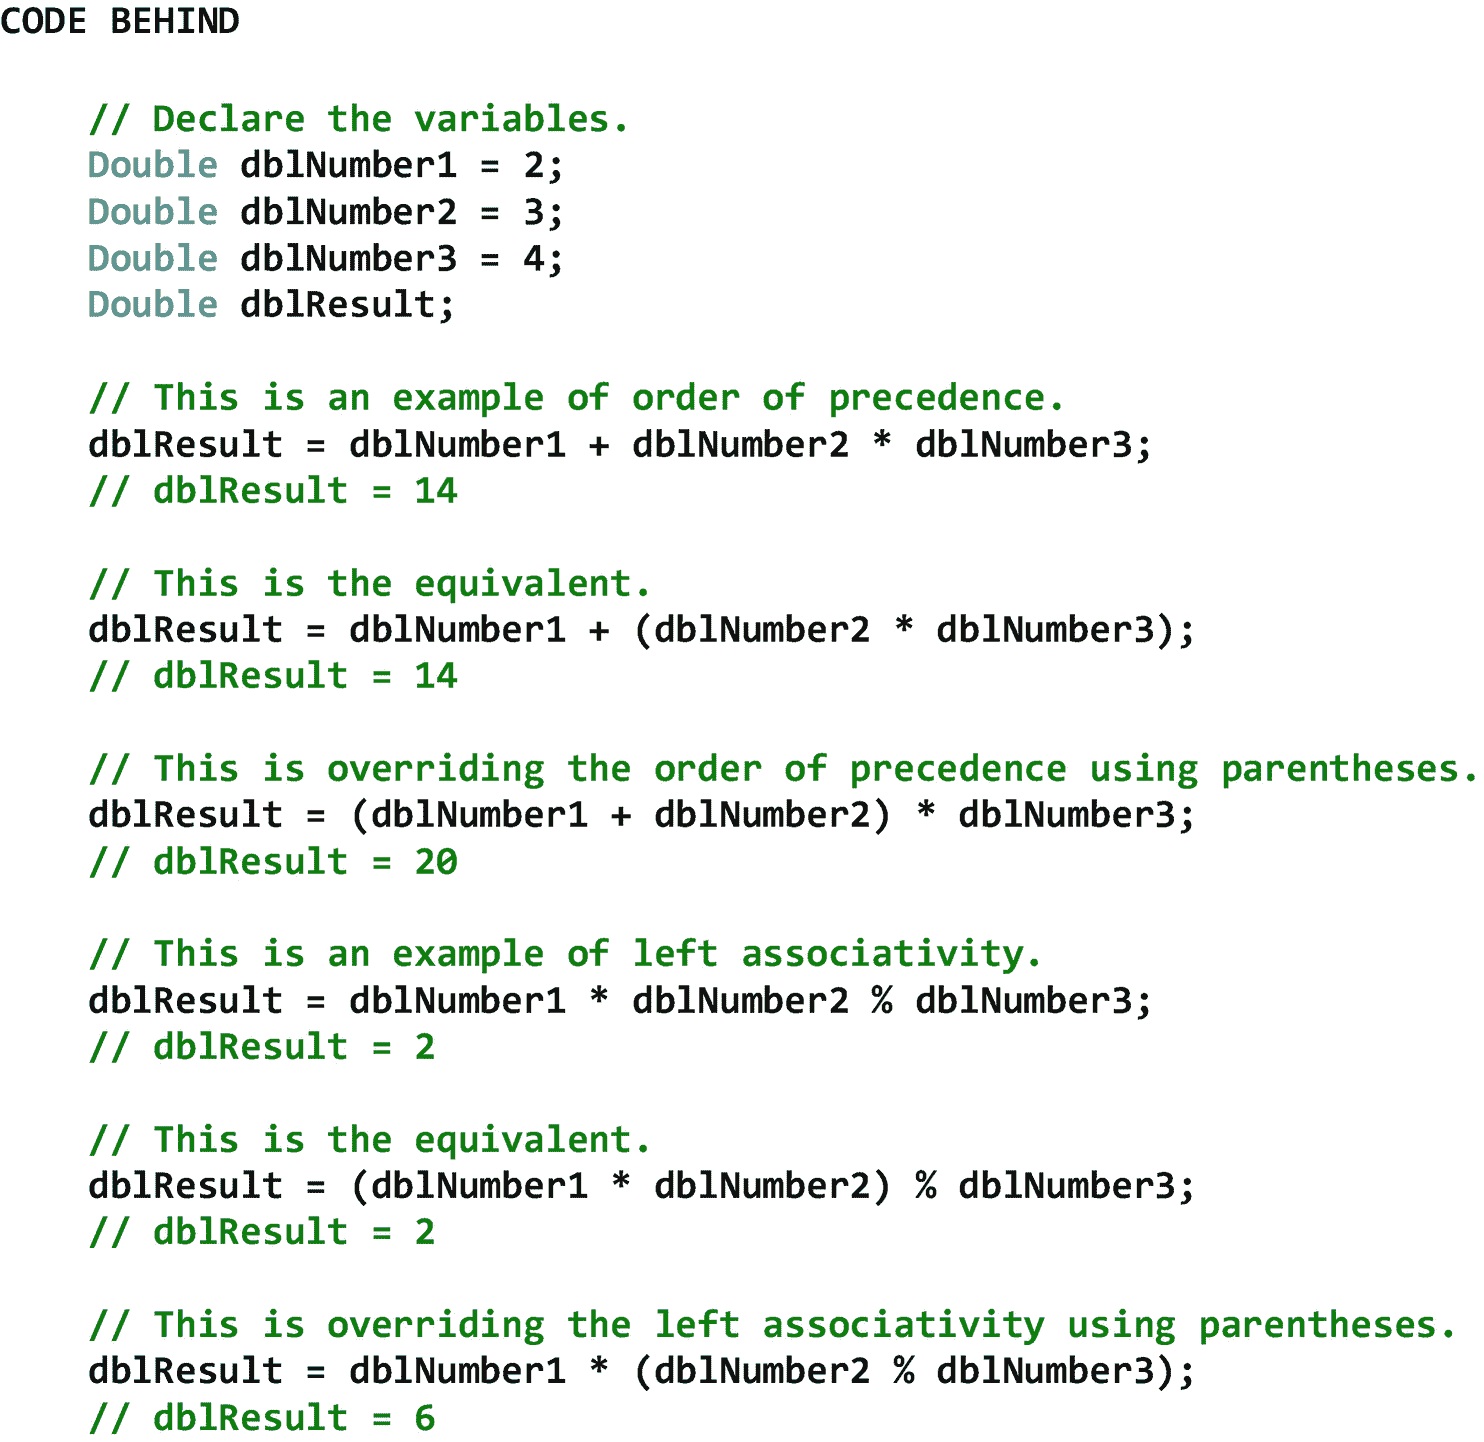 CODE BEHIND
// Declare the variables.
Double dblNumber1 = 2;
Double dblNumber2 = 3;
Double dblNumber3 = 4;
Double dblResult;
// This is an example of order of precedence.
dblResult = dblNumber1 + dblNumber2 * dblNumber3;
// dblResult = 14
// This is the equivalent.
dblResult = dblNumber1 + (dblNumber2 * dblNumber3);
// dblResult = 14
// This is overriding the order of precedence using parentheses.
dblResult = (dblNumber1 + dblNumber2) * dblNumber3;
// dblResult = 20
// This is an example of left associativity.
dblResult = dblNumber1 * dblNumber2 % dblNumber3;
// dblResult = 2
// This is the equivalent.
dblResult = (dblNumber1 * dblNumber2) % dblNumber3;
// dblResult = 2
// This is overriding the left associativity using parentheses.
dblResult = dblNumber1 * (dblNumber2 % dblNumber3);
// dblResult = 6